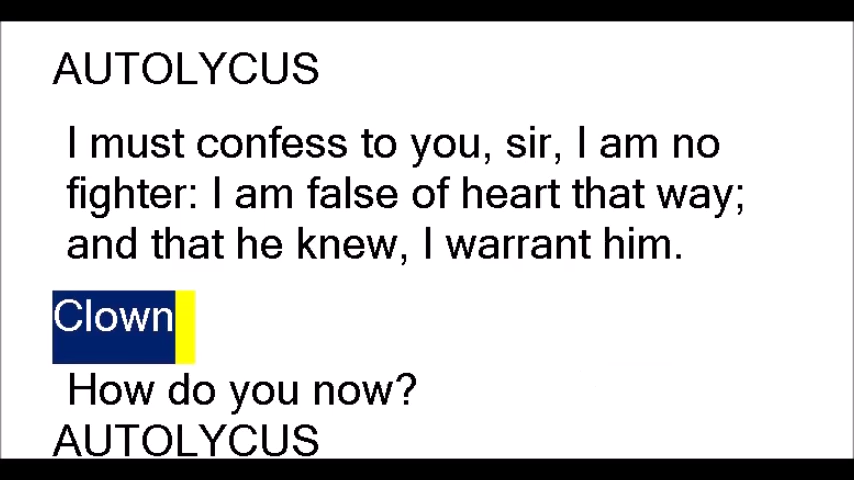 AUTOLYCUS
I must confess to you, sir, I am no
fighter: I am false of heart that way;
and that he knew, I warrant him.
Clown
How do you now?
AUTOLYCUS